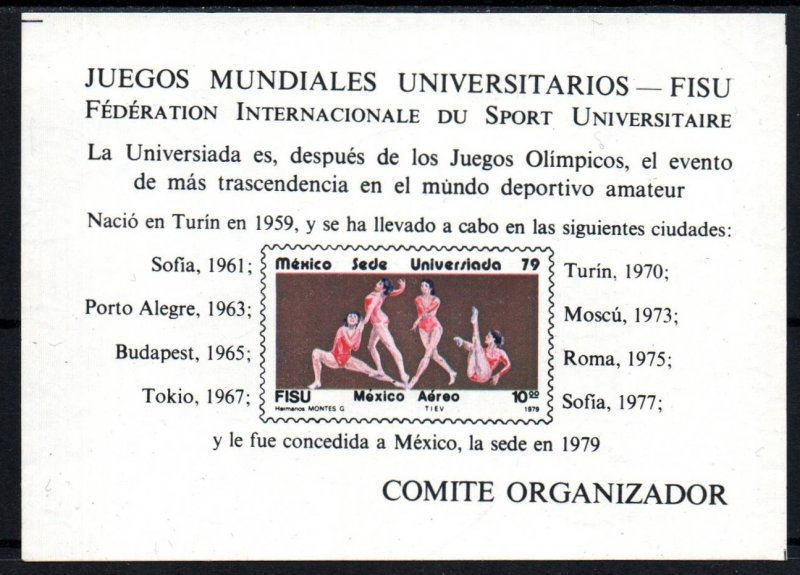 JUEGOS MUNDIALES UNIVERSITARIOS — FISU
FÉDÉRATION INTERNACIONALE DU SPORT UNIVERSITAIRE
La Universiada es, después de los Juegos Olímpicos, el evento
de más trascendencia en el mundo deportivo amateur
Nació en Turín en 1959, y se ha llevado a cabo en las siguientes ciudades:
Sofía, 1961;
Porto Alegre, 1963;
Budapest, 1965;
Tokio, 1967;
México Sede Universiada 79
FISU México Aéreo 10.00
Hermanos MONTES G TIEV 1979
Turín, 1970;
Moscú, 1973;
Roma, 1975;
Sofía, 1977;
y le fue concedida a México, la sede en 1979
COMITE ORGANIZADOR